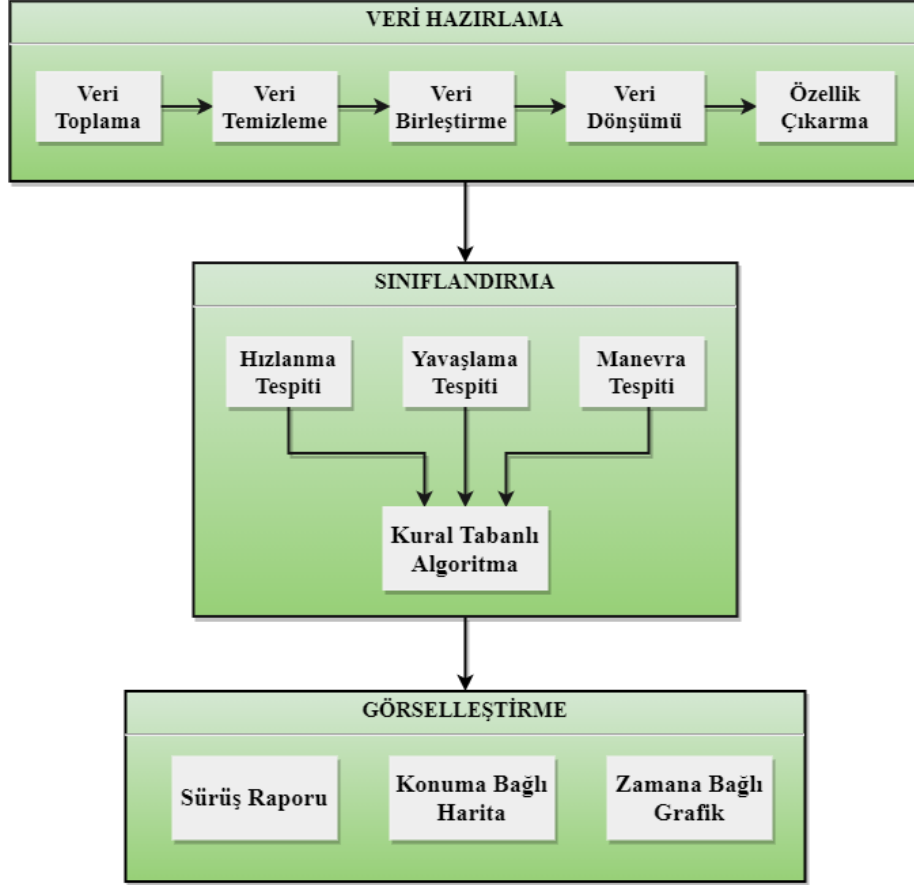 VERİ HAZIRLAMA
Veri
Toplama
Veri
Temizleme
Veri
Birleştirme
Veri
Dönşümü
Özellik
Çıkarma
SINIFLANDIRMA
Hızlanma
Tespiti
Yavaşlama
Tespiti
Manevra
Tespiti
Kural Tabanlı
Algoritma
GÖRSELLEŞTİRME
Sürüş Raporu
Konuma Bağlı
Harita
Zamana Bağlı
Grafik